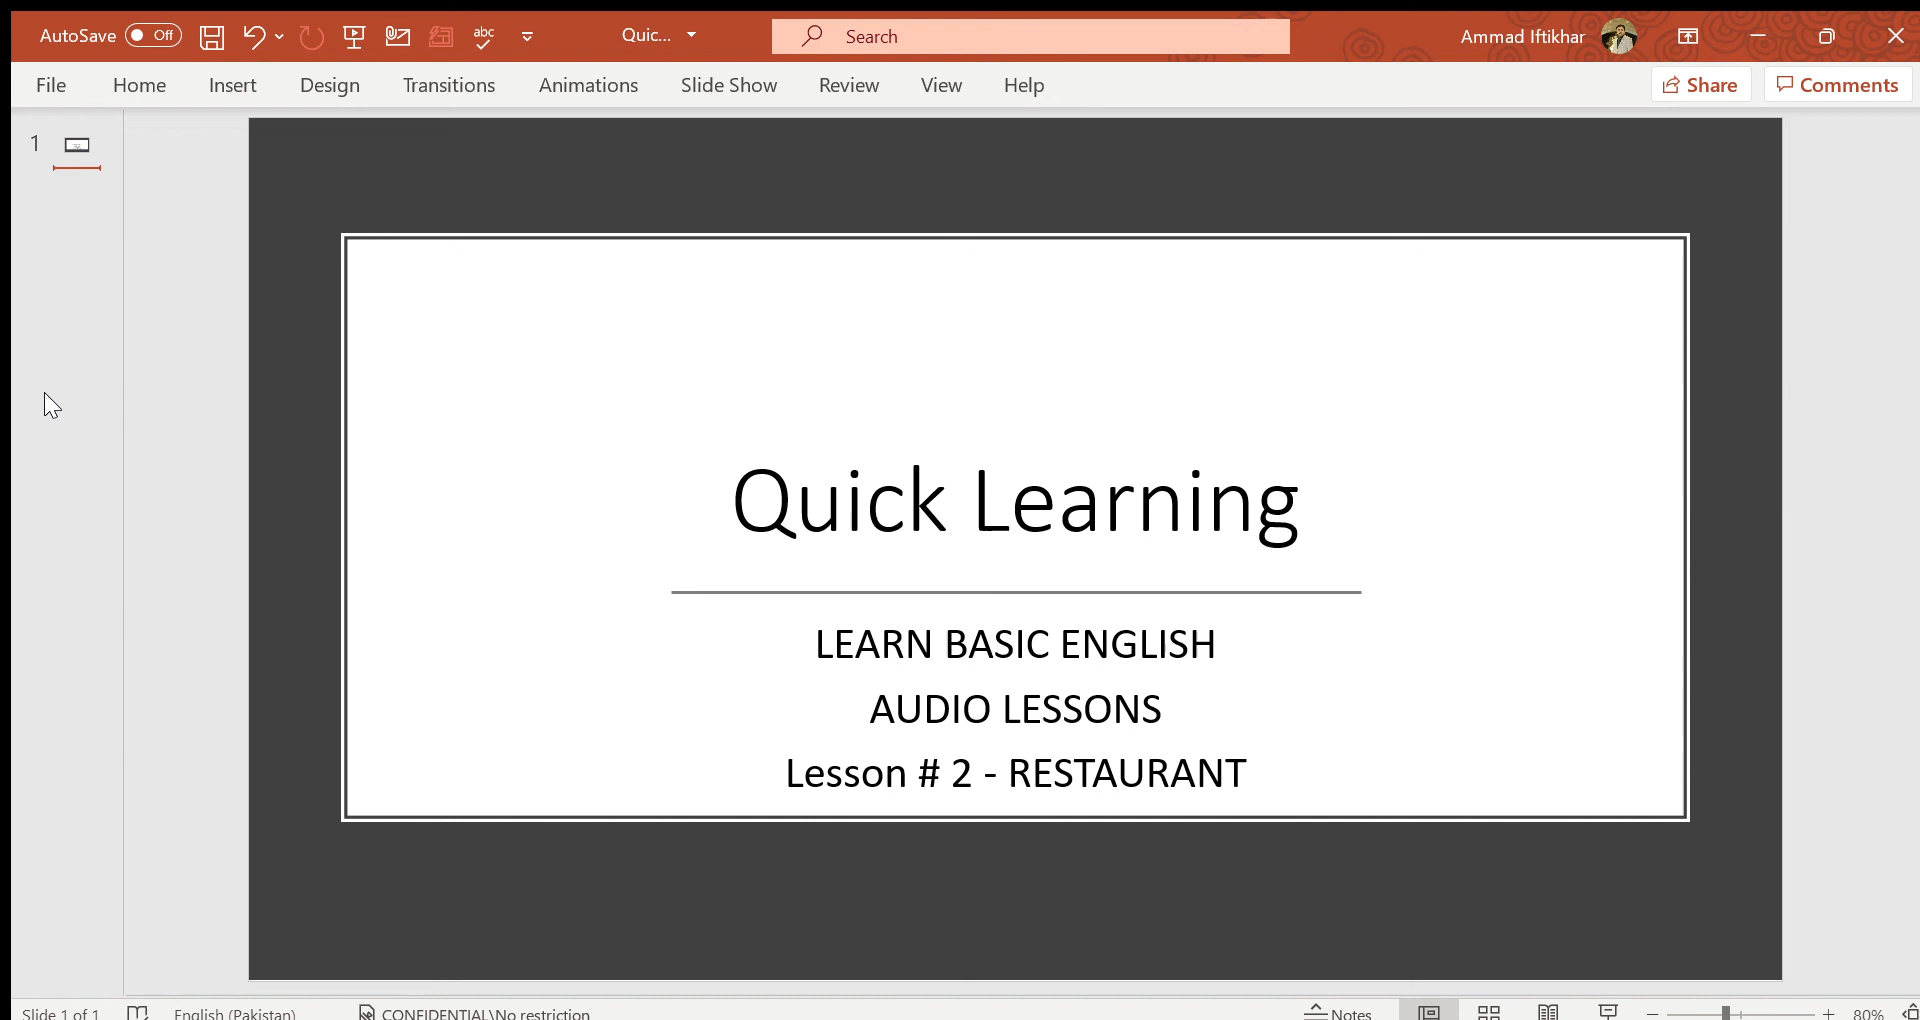 AutoSave Off Quic... Search Ammad Iftikhar
File Home Insert Design Transitions Animations Slide Show Review View Help Share Comments
1
Quick Learning
LEARN BASIC ENGLISH
AUDIO LESSONS
Lesson # 2 - RESTAURANT
Slide 1 of 1 English (Pakistan) CONFIDENTIAL\No restriction Notes 80%